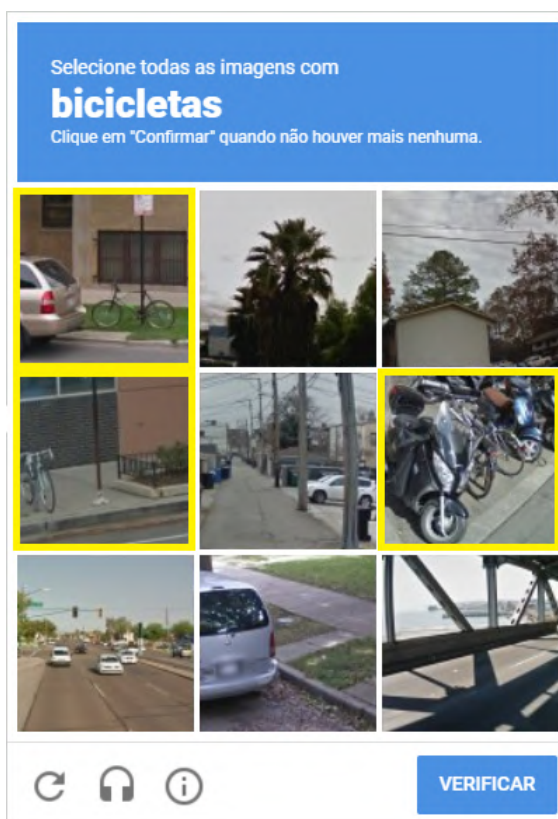 Selecione todas as imagens com
bicicletas
Clique em "Confirmar" quando não houver mais nenhuma.
VERIFICAR